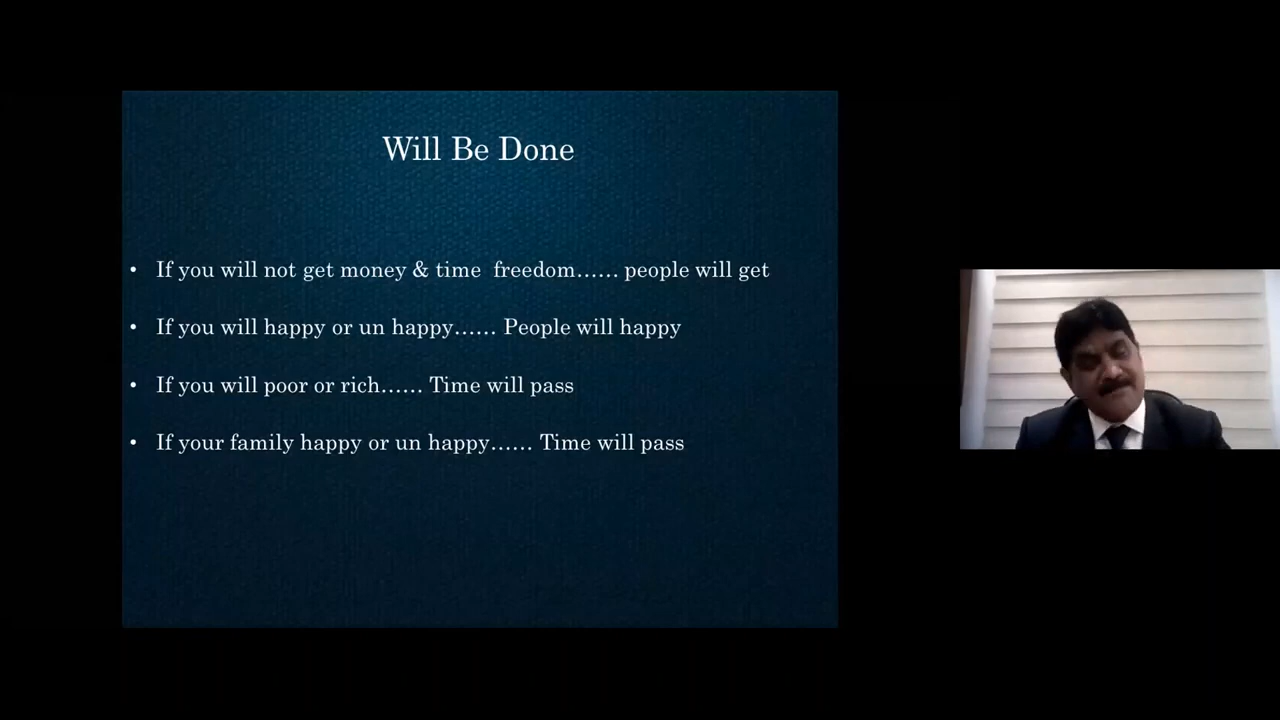 Will Be Done
• If you will not get money & time  freedom…… people will get
• If you will happy or un happy…… People will happy
• If you will poor or rich…… Time will pass
• If your family happy or un happy…… Time will pass